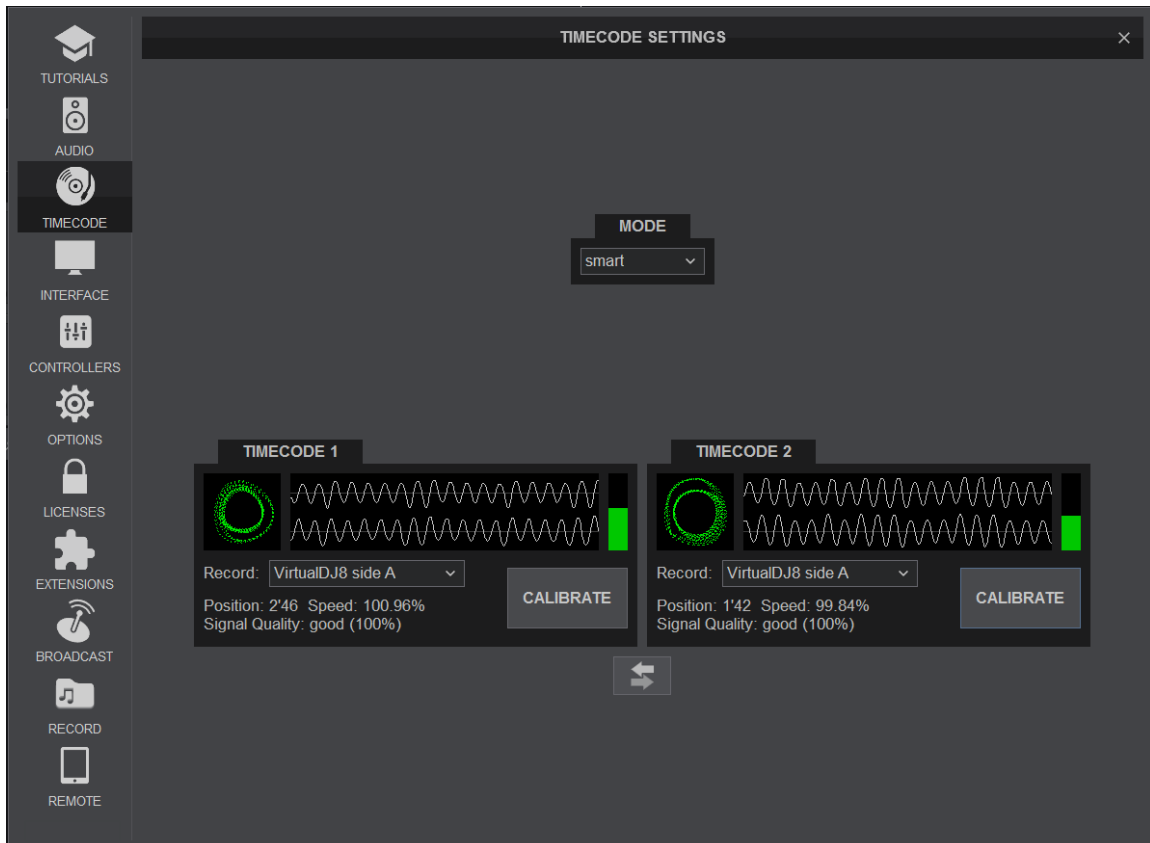 TIMECODE SETTINGS
TUTORIALS
AUDIO
TIMECODE
INTERFACE
CONTROLLERS
OPTIONS
LICENSES
EXTENSIONS
BROADCAST
RECORD
REMOTE
MODE
smart
TIMECODE 1
Record: VirtualDJ8 side A
Position: 2'46 Speed: 100.96%
Signal Quality: good (100%)
CALIBRATE
TIMECODE 2
Record: VirtualDJ8 side A
Position: 1'42 Speed: 99.84%
Signal Quality: good (100%)
CALIBRATE